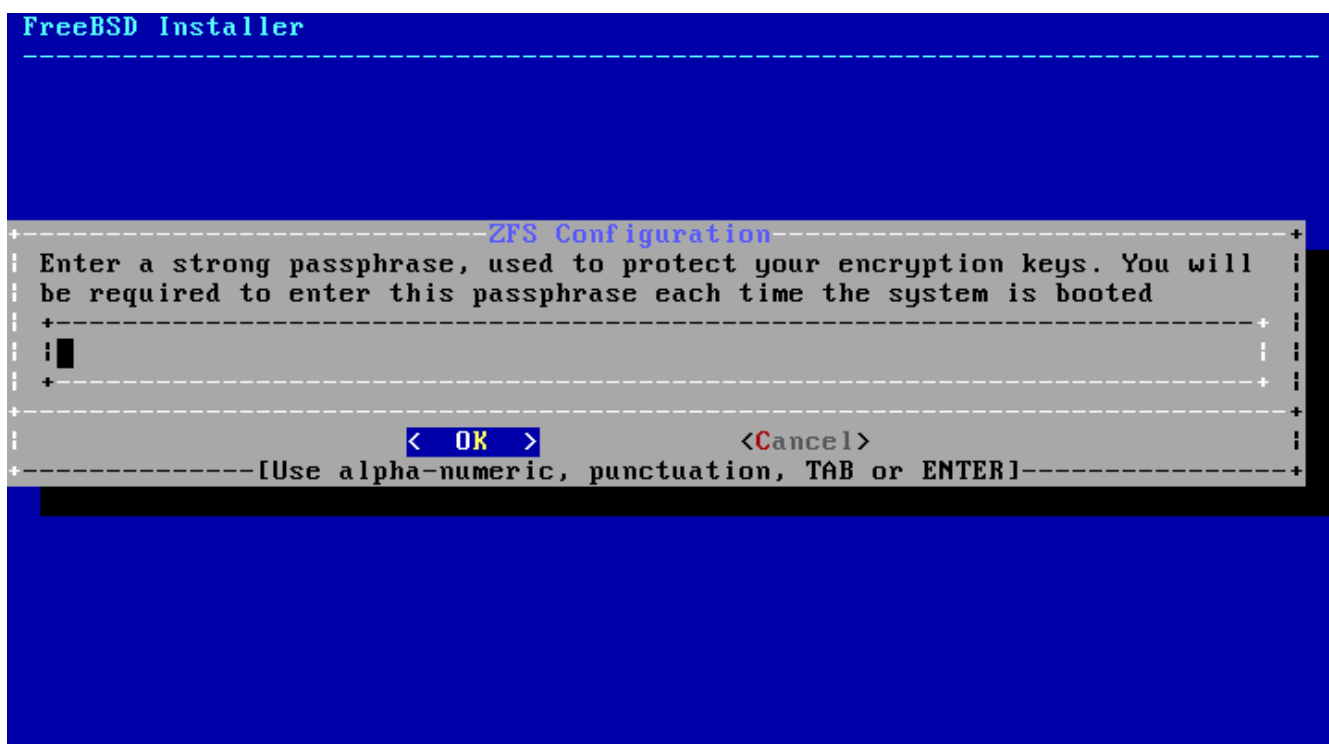 FreeBSD Installer
ZFS Configuration
Enter a strong passphrase, used to protect your encryption keys. You will
be required to enter this passphrase each time the system is booted
< OK > <Cancel>
[Use alpha-numeric, punctuation, TAB or ENTER]